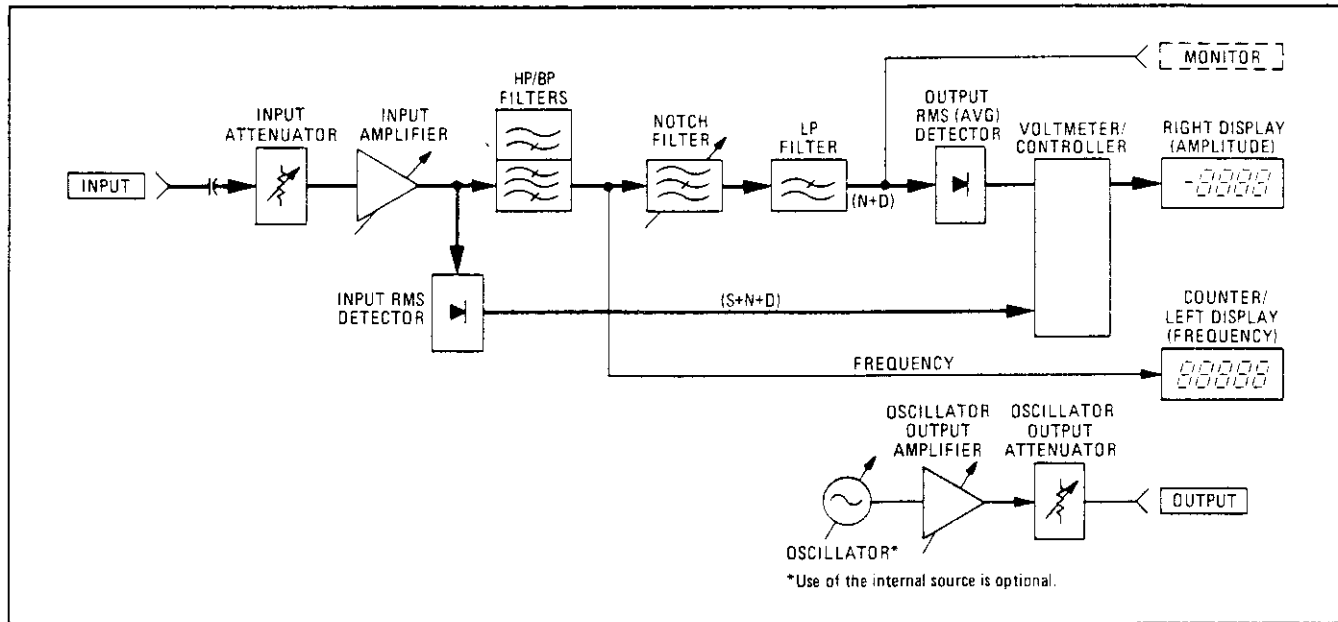 MONITOR
INPUT
ATTENUATOR
INPUT
AMPLIFIER
HP/BP
FILTERS
NOTCH
FILTER
LP
FILTER
OUTPUT
RMS (AVG)
DETECTOR
VOLTMETER/
CONTROLLER
RIGHT DISPLAY
(AMPLITUDE)
INPUT
(N+D)
-0000
INPUT RMS
DETECTOR
(S+N+D)
COUNTER/
LEFT DISPLAY
(FREQUENCY)
FREQUENCY
00000
OSCILLATOR
OUTPUT
AMPLIFIER
OSCILLATOR
OUTPUT
ATTENUATOR
OUTPUT
OSCILLATOR*
*Use of the internal source is optional.